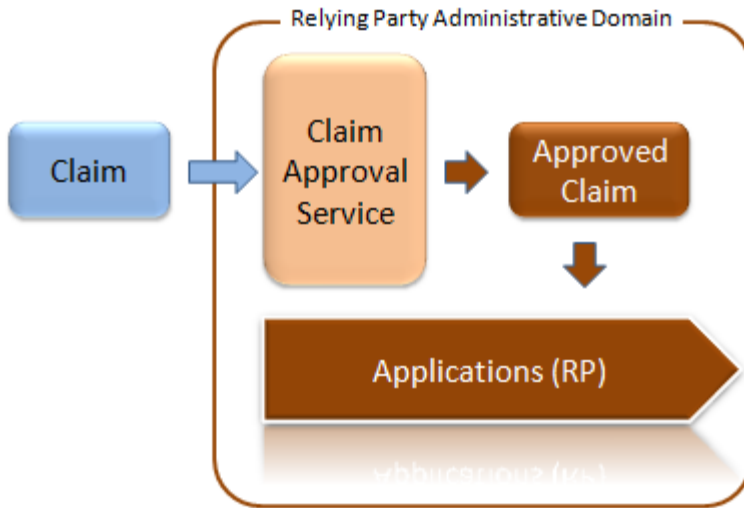 Relying Party Administrative Domain
Claim
Claim
Approval
Service
Approved
Claim
Applications (RP)